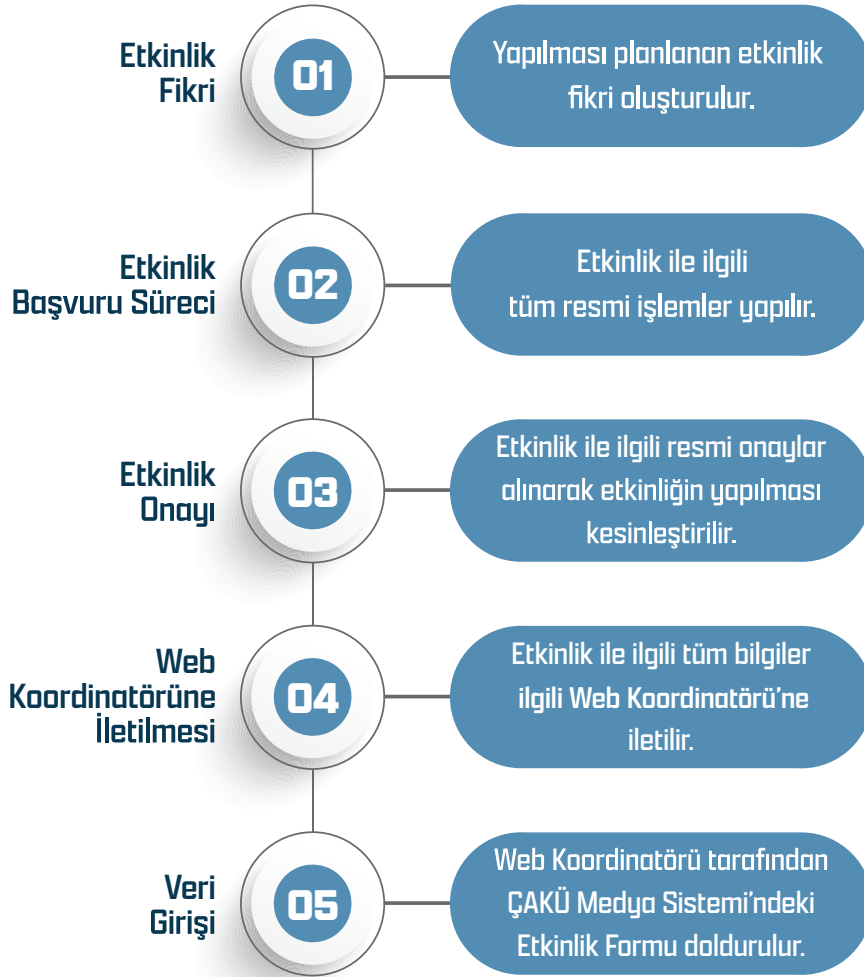 Etkinlik
Fikri
01
Yapılması planlanan etkinlik
fikri oluşturulur.
Etkinlik
Başvuru Süreci
02
Etkinlik ile ilgili
tüm resmi işlemler yapılır.
Etkinlik
Onayı
03
Etkinlik ile ilgili resmi onaylar
alınarak etkinliğin yapılması
kesinleştirilir.
Web
Koordinatörüne
İletilmesi
04
Etkinlik ile ilgili tüm bilgiler
ilgili Web Koordinatörü’ne
iletilir.
Veri
Girişi
05
Web Koordinatörü tarafından
ÇAKÜ Medya Sistemi’ndeki
Etkinlik Formu doldurulur.